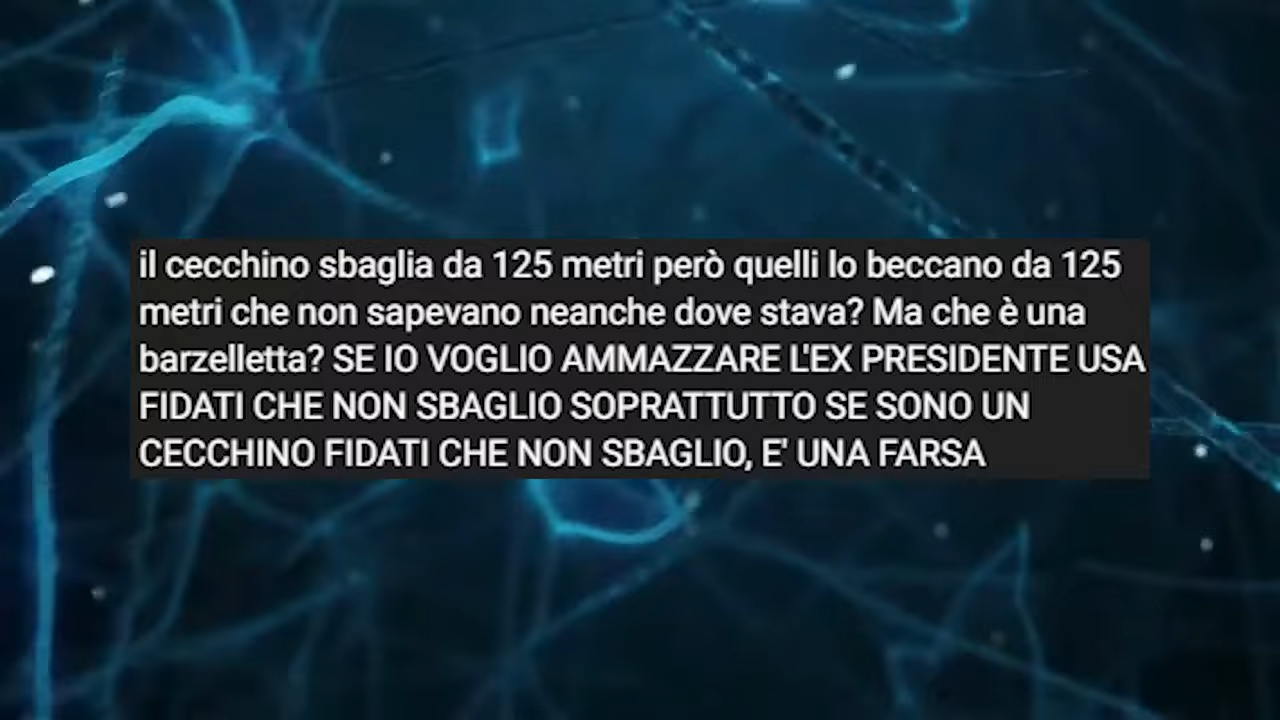 il cecchino sbaglia da 125 metri però quelli lo beccano da 125
metri che non sapevano neanche dove stava? Ma che è una
barzelletta? SE IO VOGLIO AMMAZZARE L'EX PRESIDENTE USA
FIDATI CHE NON SBAGLIO SOPRATTUTTO SE SONO UN
CECCHINO FIDATI CHE NON SBAGLIO, E' UNA FARSA